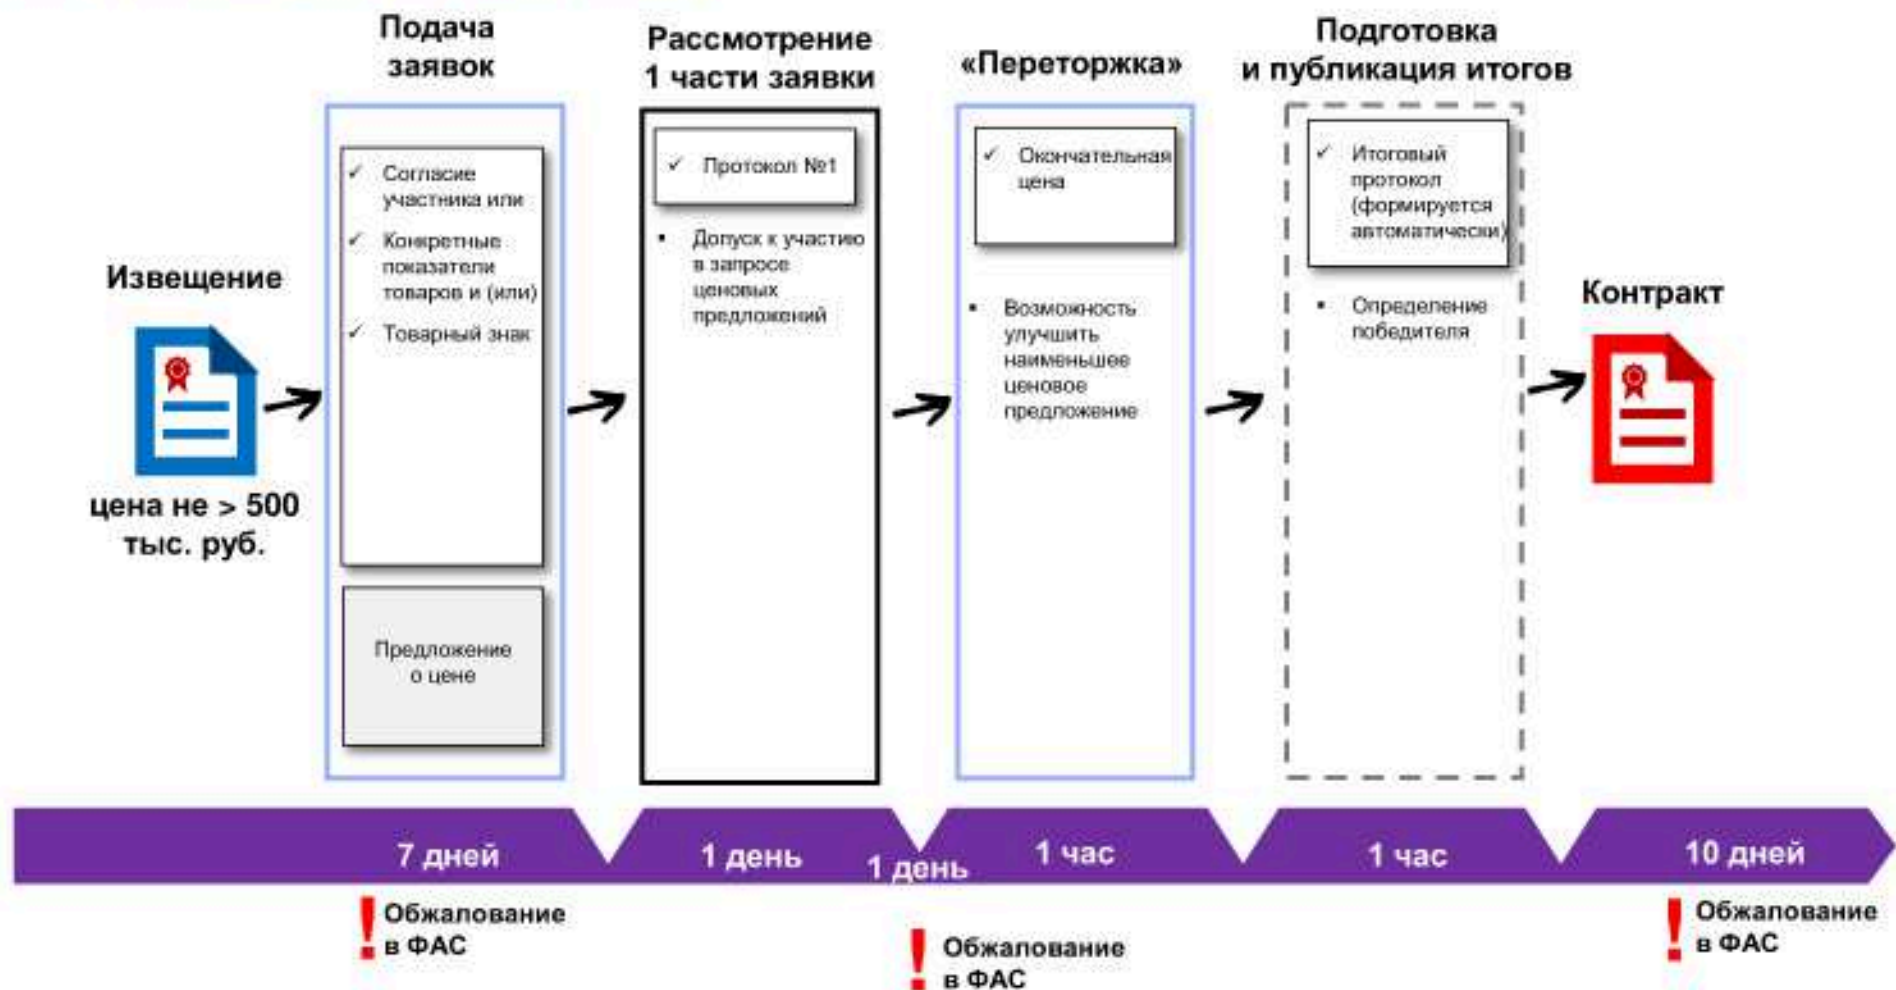 Извещение
цена не > 500
тыс. руб.
Подача
заявок
✓ Согласие
участника или
✓ Конкретные
показатели
товаров и (или)
✓ Товарный знак
Предложение
о цене
Рассмотрение
1 части заявки
✓ Протокол №1
▪ Допуск к участию
в запросе
ценовых
предложений
«Переторжка»
✓ Окончательная
цена
▪ Возможность
улучшить
наименьшее
ценовое
предложение
Подготовка
и публикация итогов
✓ Итоговый
протокол
(формируется
автоматически)
▪ Определение
победителя
Контракт
7 дней
1 день
1 день
1 час
1 час
10 дней
! Обжалование
в ФАС
! Обжалование
в ФАС
! Обжалование
в ФАС